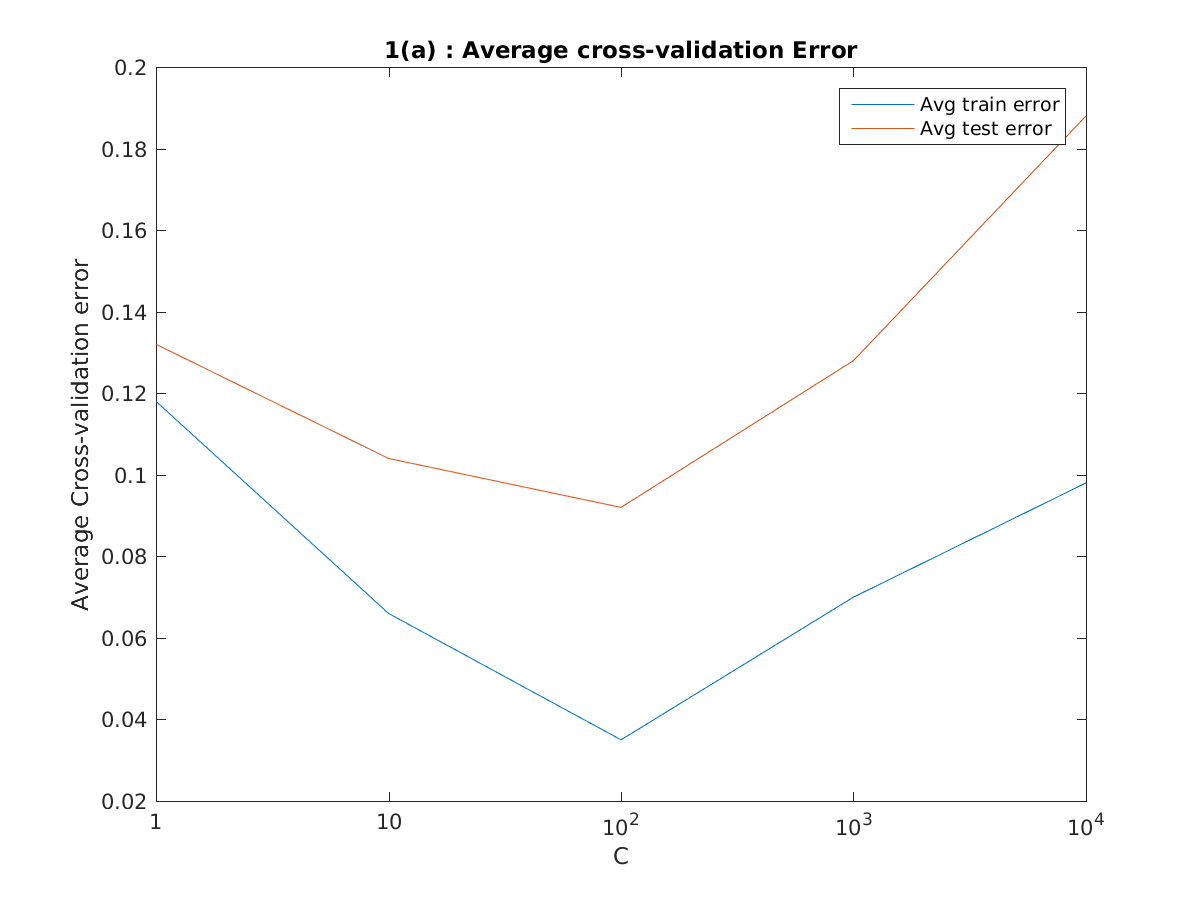 1(a) : Average cross-validation Error
Avg train error
Avg test error
Average Cross-validation error
0.2
0.18
0.16
0.14
0.12
0.1
0.08
0.06
0.04
0.02
1 10 10² 10³ 10⁴
C